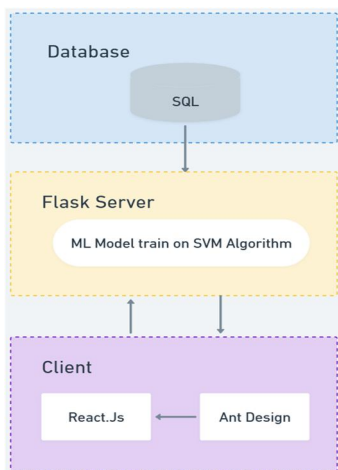 Database
SQL
Flask Server
ML Model train on SVM Algorithm
Client
React.Js
Ant Design